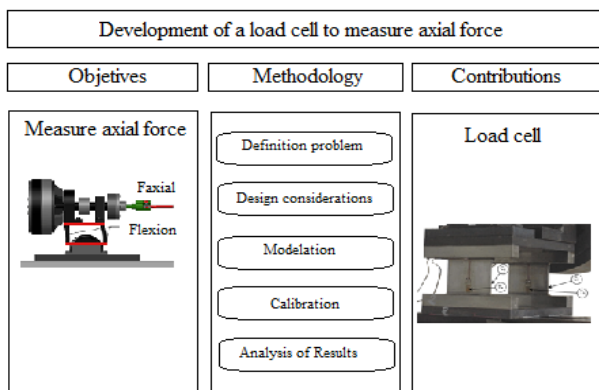 Development of a load cell to measure axial force
Objetives
Methodology
Contributions
Measure axial force
Faxial
Flexion
Definition problem
Design considerations
Modelation
Calibration
Analysis of Results
Load cell